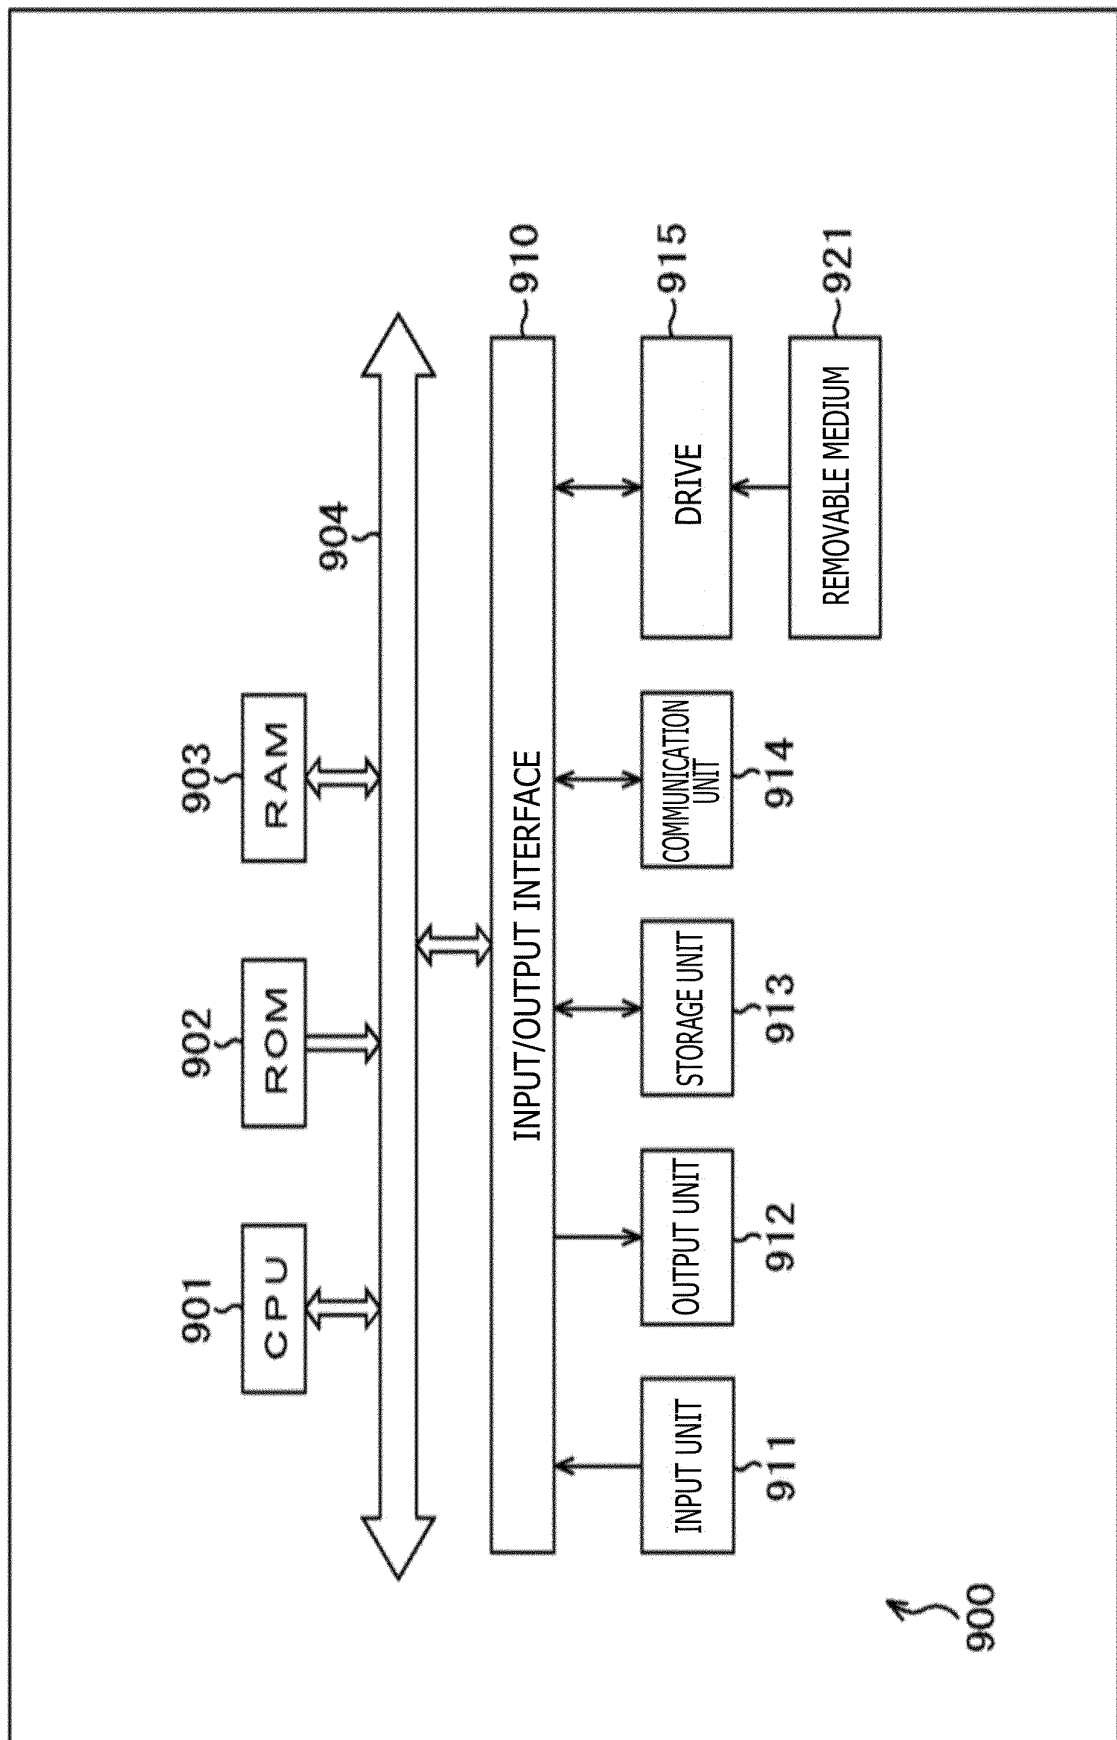 901
902
903
CPU
ROM
RAM
904
910
INPUT/OUTPUT INTERFACE
INPUT UNIT
OUTPUT UNIT
STORAGE UNIT
COMMUNICATION
UNIT
DRIVE
915
911
912
913
914
REMOVABLE MEDIUM
921
900